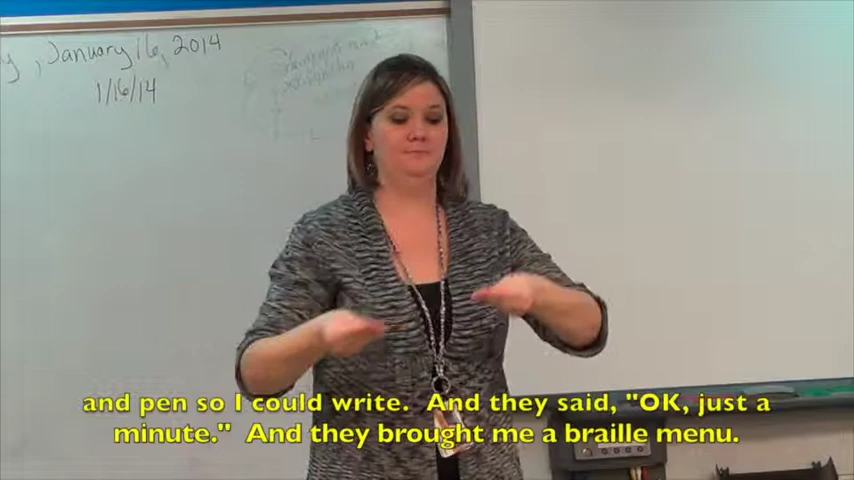 y, January 16, 2014
1/16/14
and pen so I could write. And they said, "OK, just a
minute." And they brought me a braille menu.